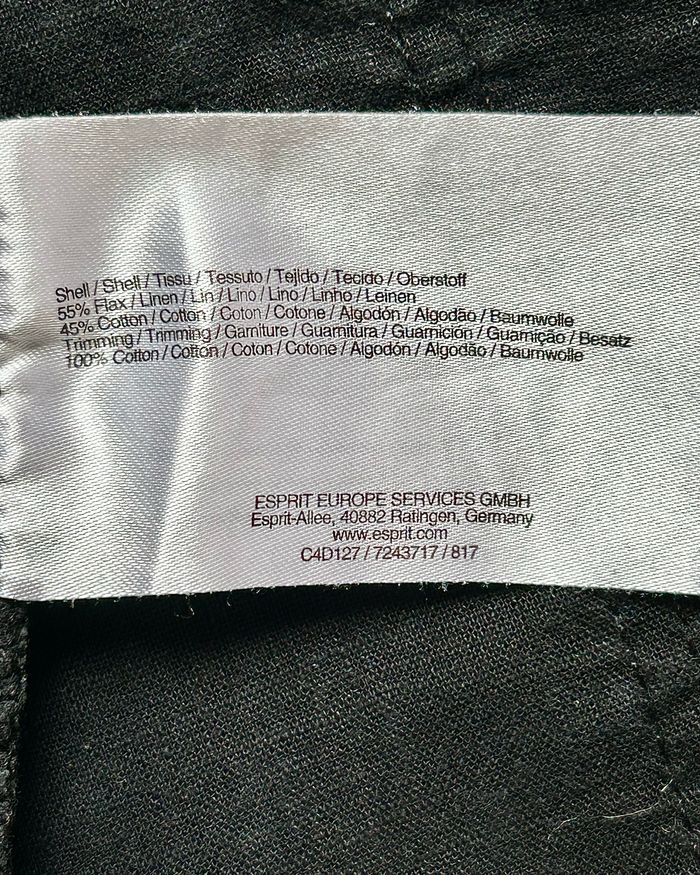 Shell / Shell / Tissu / Tessuto / Tejido / Tecido / Oberstoff
55% Flax / Linen / Lin / Lino / Lino / Linho / Leinen
45% Cotton / Cotton / Coton / Cotone / Algodón / Algodão / Baumwolle
Trimming / Trimming / Garniture / Guarnitura / Guarnición / Guarnição / Besatz
100% Cotton / Cotton / Coton / Cotone / Algodón / Algodão / Baumwolle
ESPRIT EUROPE SERVICES GMBH
Esprit-Allee, 40882 Ratingen, Germany
www.esprit.com
C4D127 / 7243717 / 817